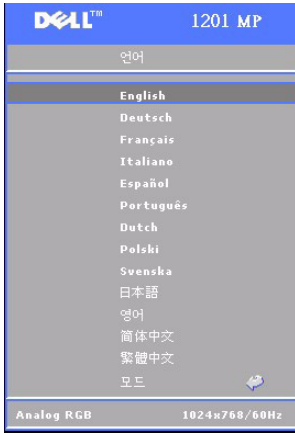 DELL™ 1201 MP
언어
English
Deutsch
Français
Italiano
Español
Português
Dutch
Polski
Svenska
日本語
영어
简体中文
繁體中文
모드
Analog RGB 1024x768/60Hz